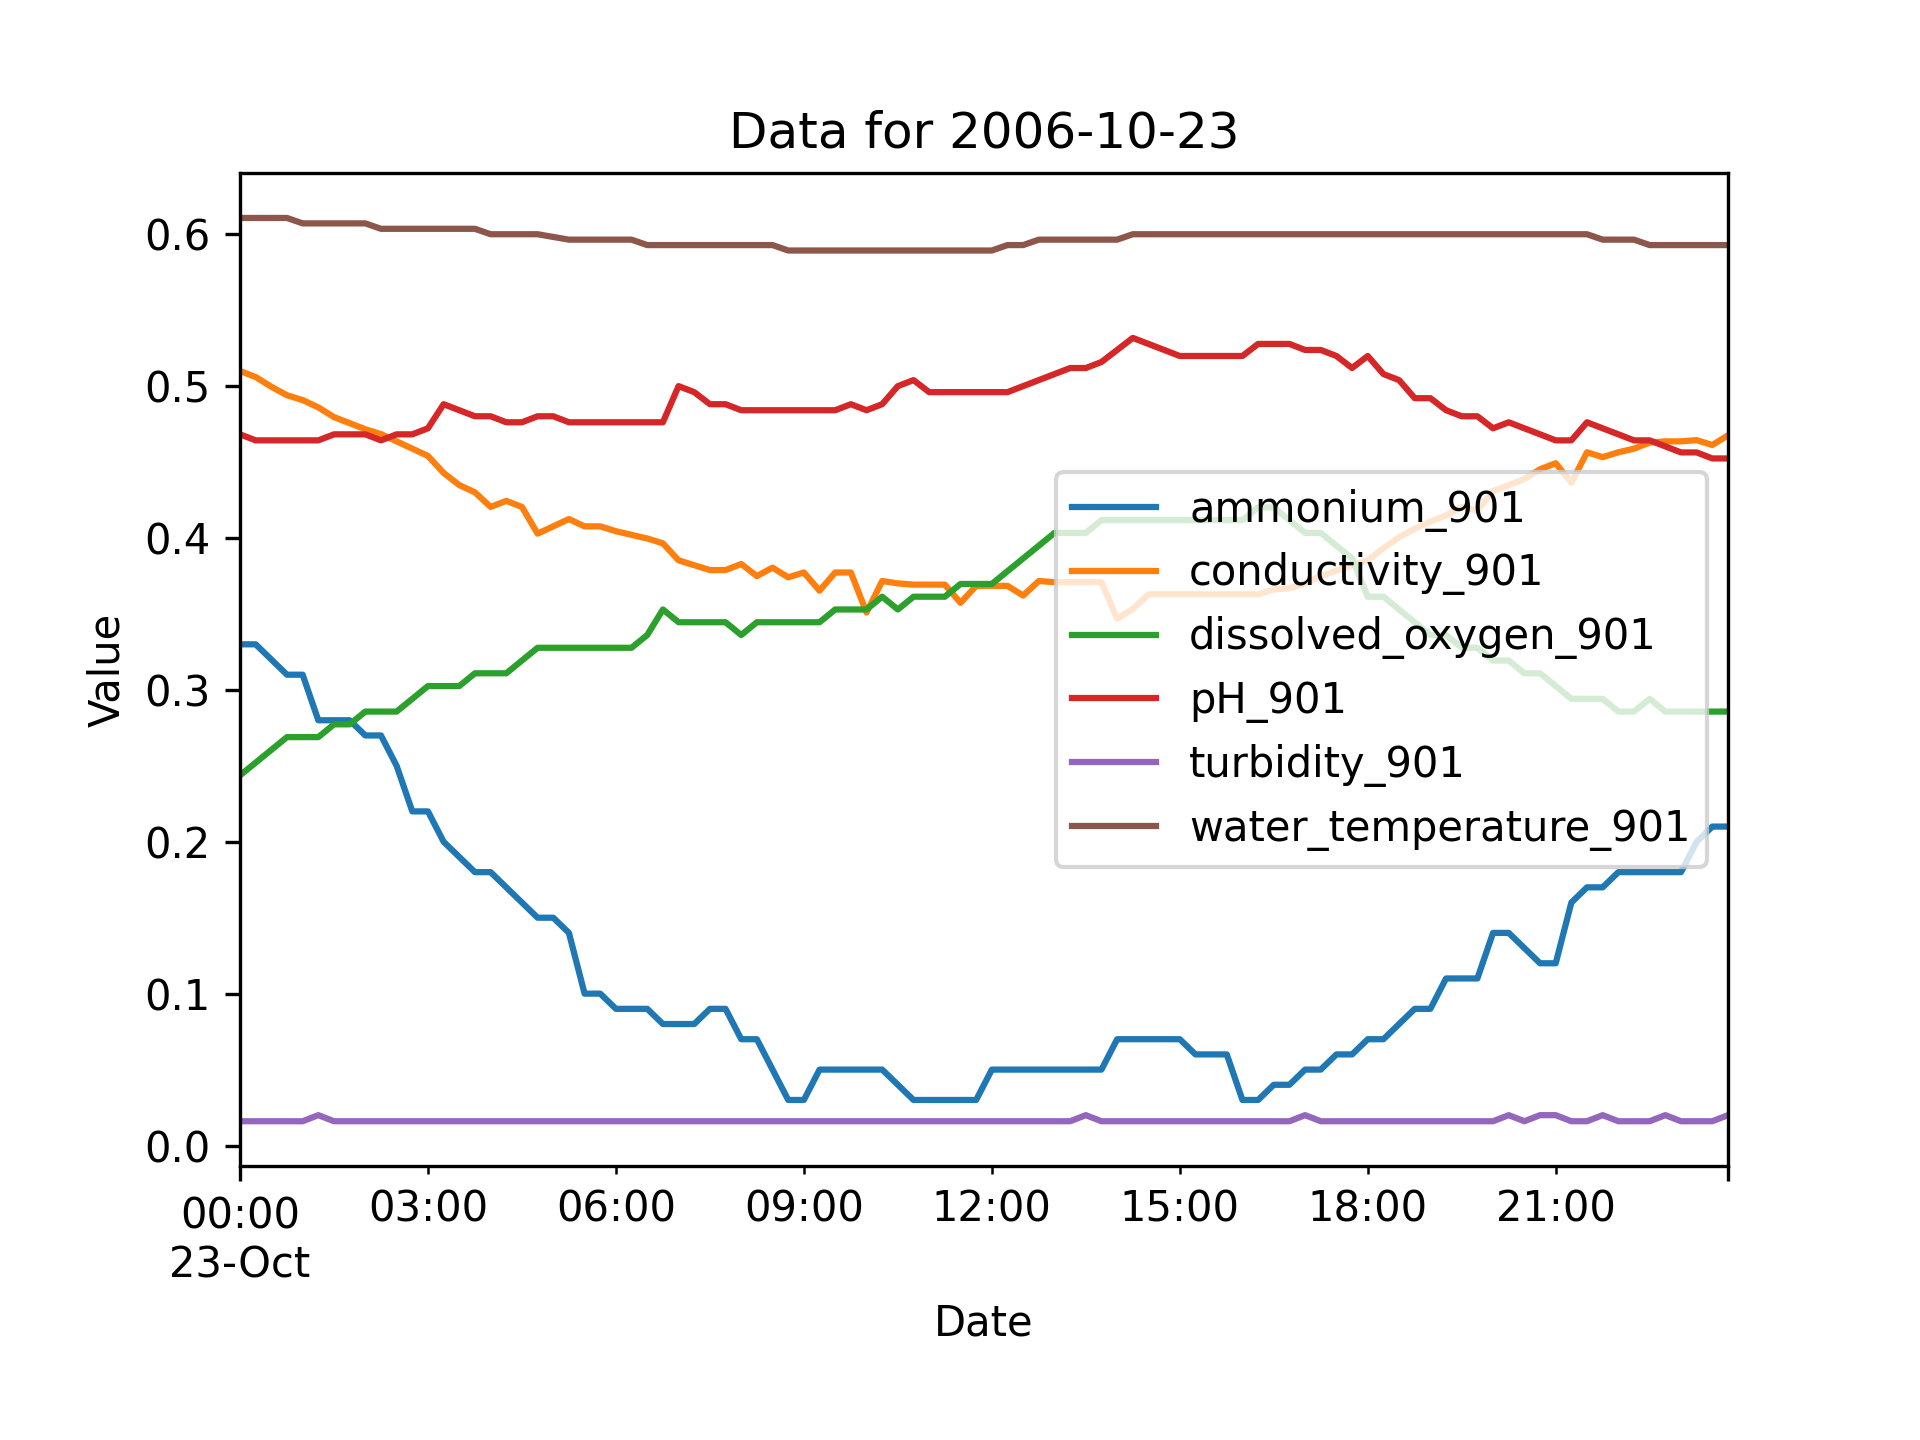 Data for 2006-10-23
Value
0.6
0.5
0.4
0.3
0.2
0.1
0.0
ammonium_901
conductivity_901
dissolved_oxygen_901
pH_901
turbidity_901
water_temperature_901
00:00 03:00 06:00 09:00 12:00 15:00 18:00 21:00
23-Oct
Date